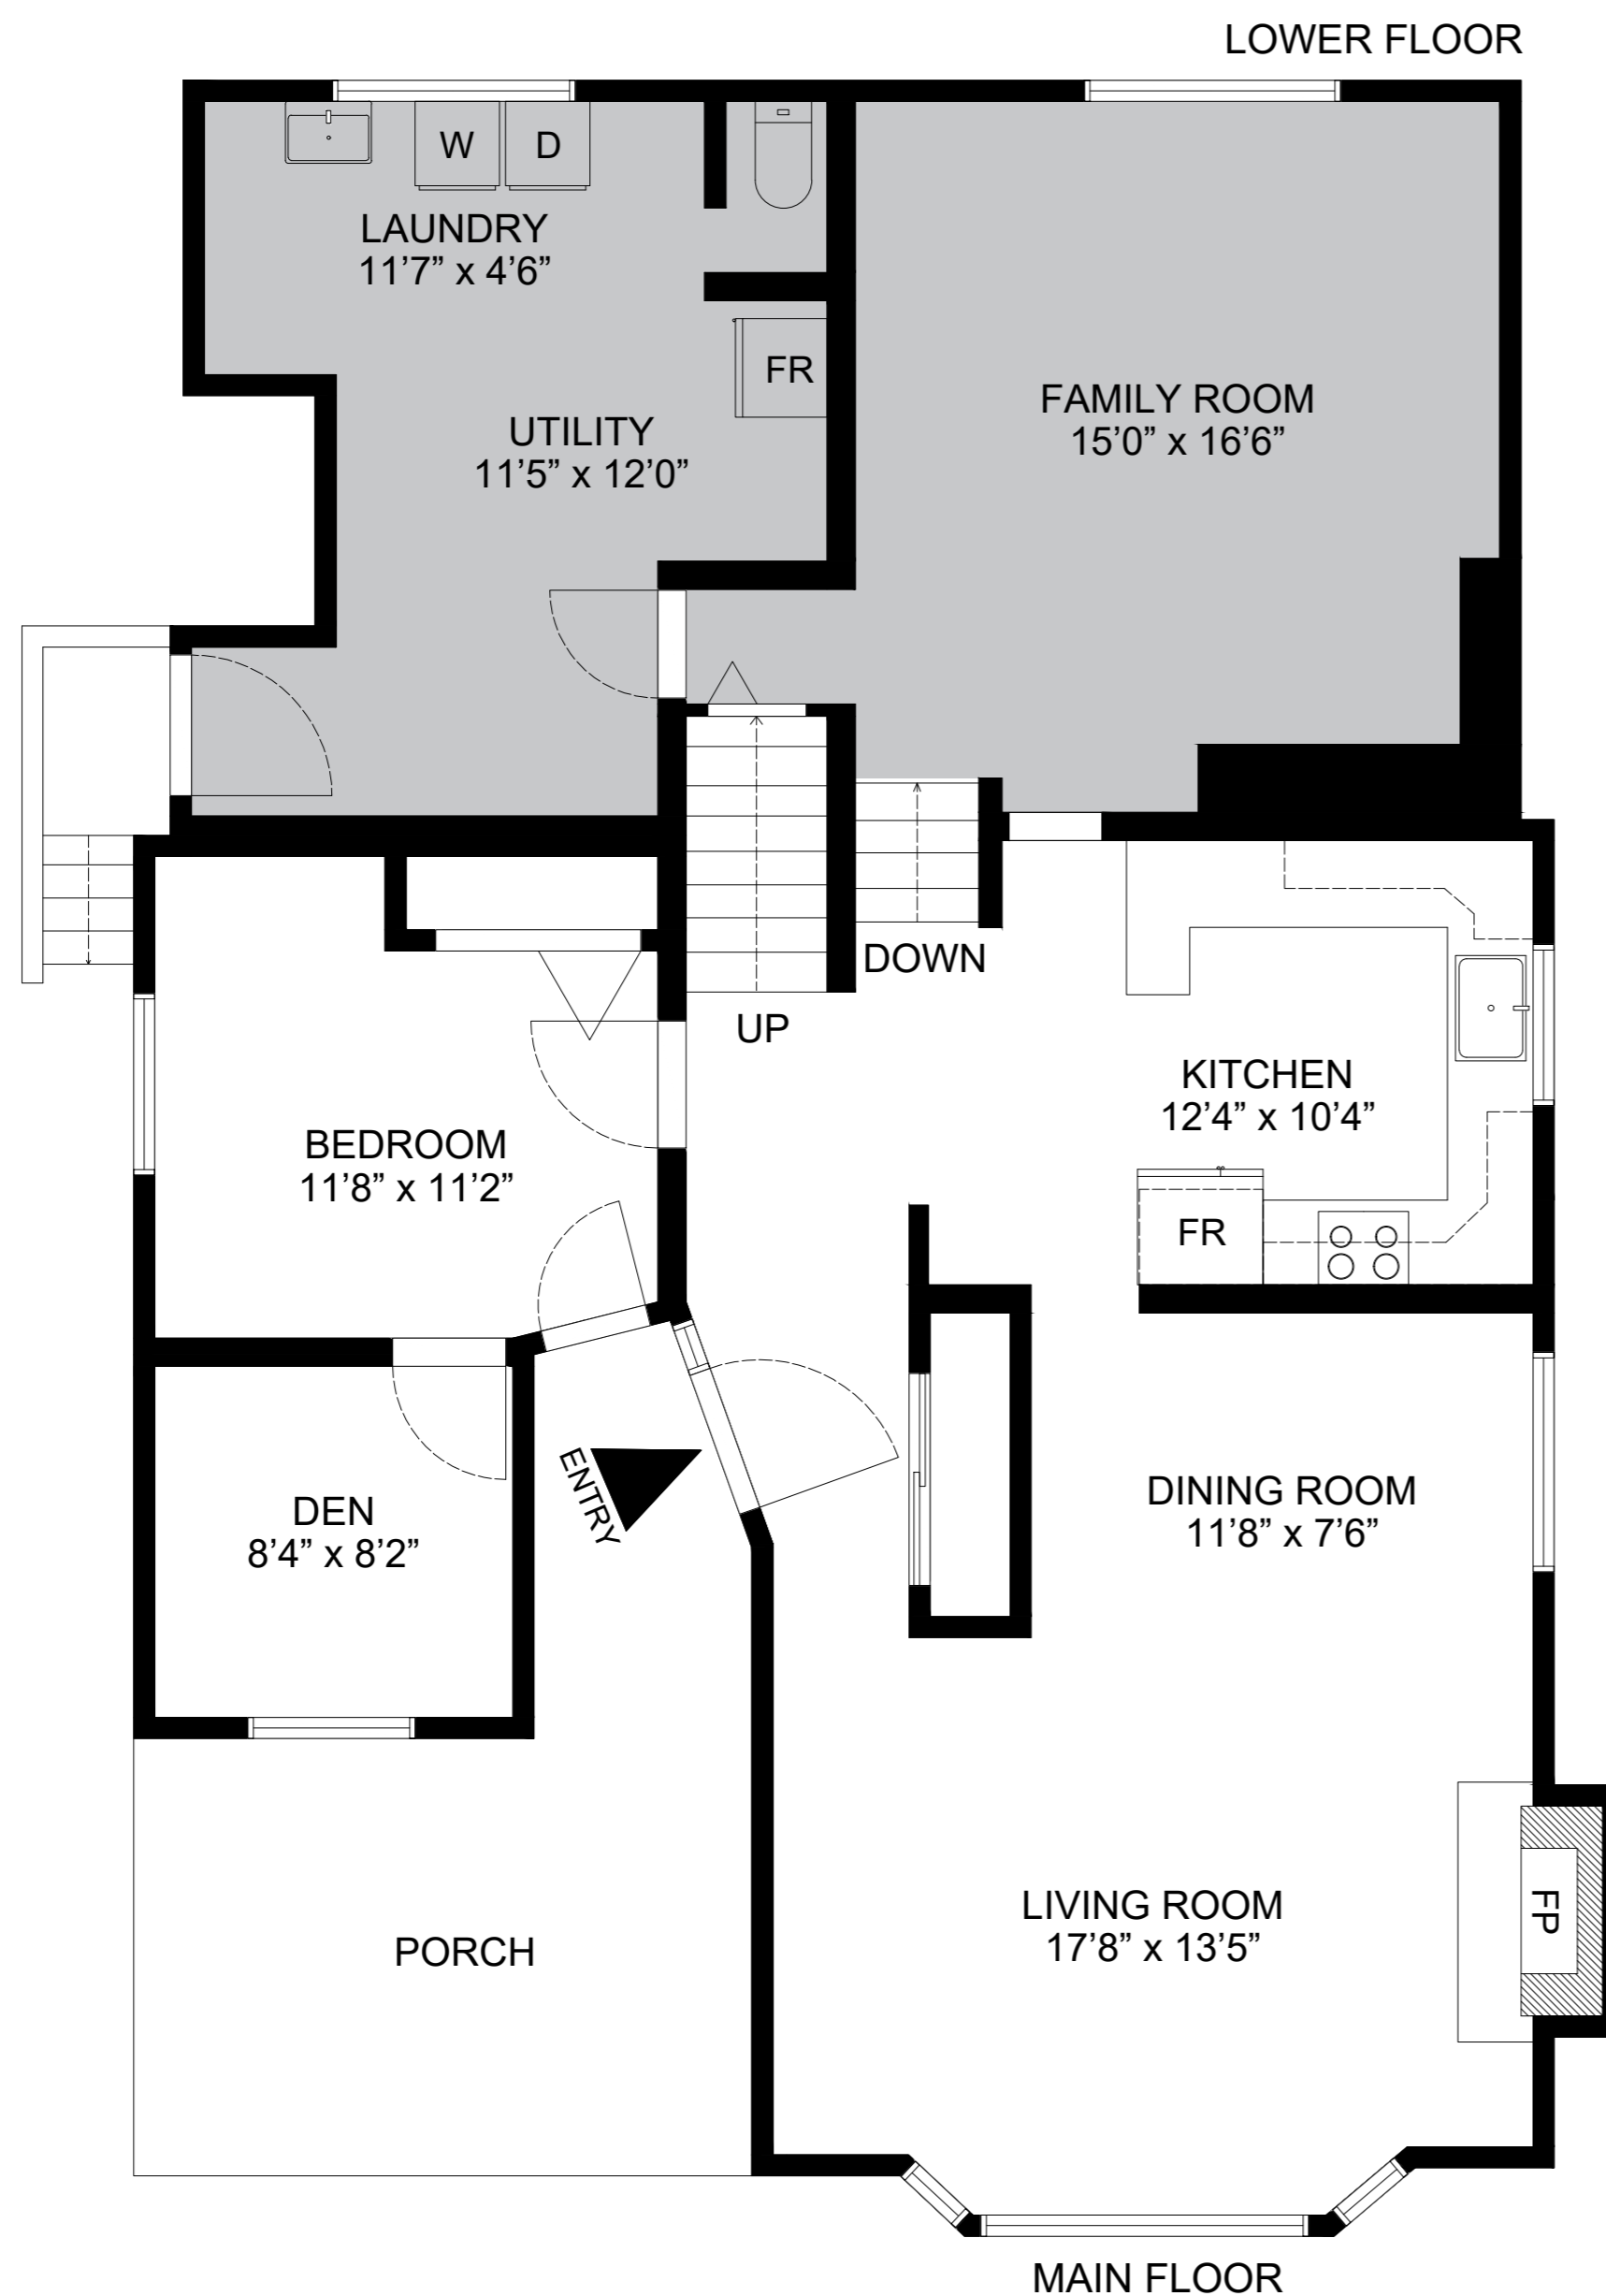 LOWER FLOOR
W
D
LAUNDRY
11’7” x 4’6”
FR
FAMILY ROOM
15’0” x 16’6”
UTILITY
11’5” x 12’0”
DOWN
UP
KITCHEN
12’4” x 10’4”
BEDROOM
11’8” x 11’2”
FR
ENTRY
DINING ROOM
11’8” x 7’6”
DEN
8’4” x 8’2”
LIVING ROOM
17’8” x 13’5”
FP
PORCH
MAIN FLOOR